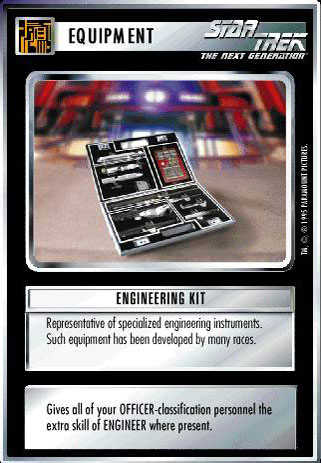 EQUIPMENT
STAR TREK
THE NEXT GENERATION
TM, © © 1995 PARAMOUNT PICTURES.
ENGINEERING KIT
Representative of specialized engineering instruments.
Such equipment has been developed by many races.
Gives all of your OFFICER-classification personnel the
extra skill of ENGINEER where present.